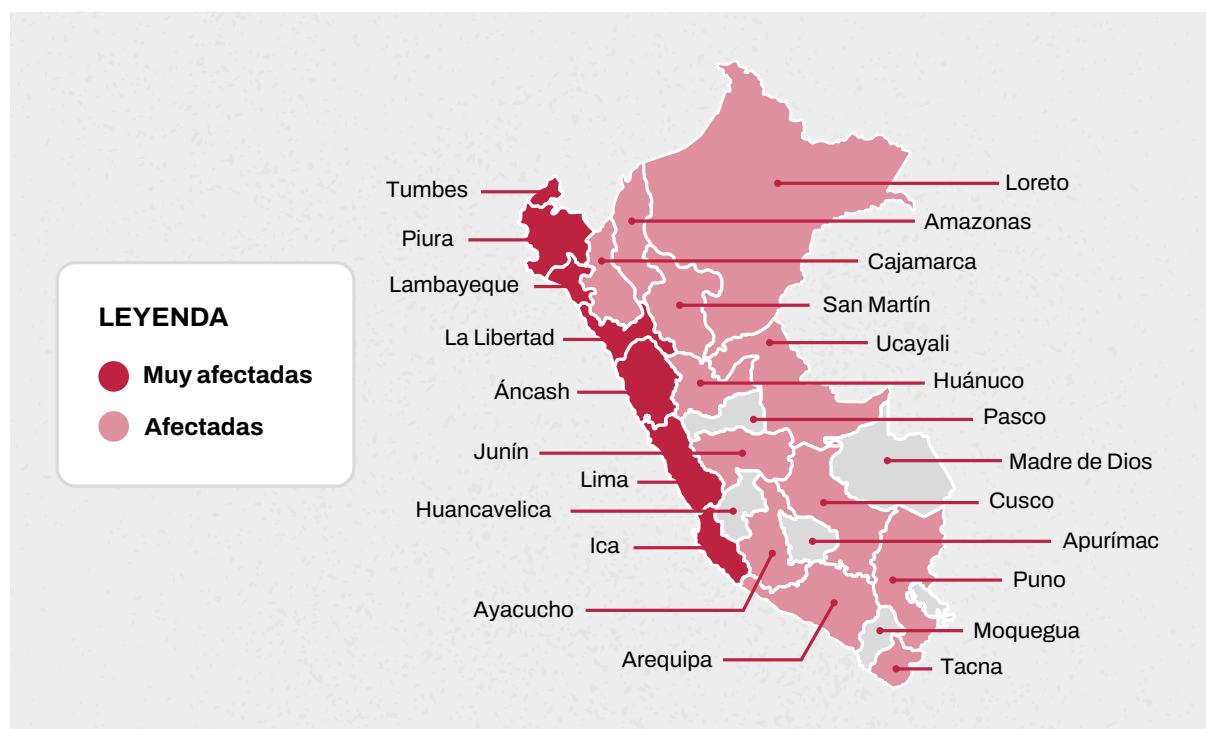 LEYENDA
Muy afectadas
Afectadas
Tumbes
Piura
Lambayeque
La Libertad
Áncash
Junín
Lima
Huancavelica
Ica
Ayacucho
Arequipa
Loreto
Amazonas
Cajamarca
San Martín
Ucayali
Huánuco
Pasco
Madre de Dios
Cusco
Apurímac
Puno
Moquegua
Tacna